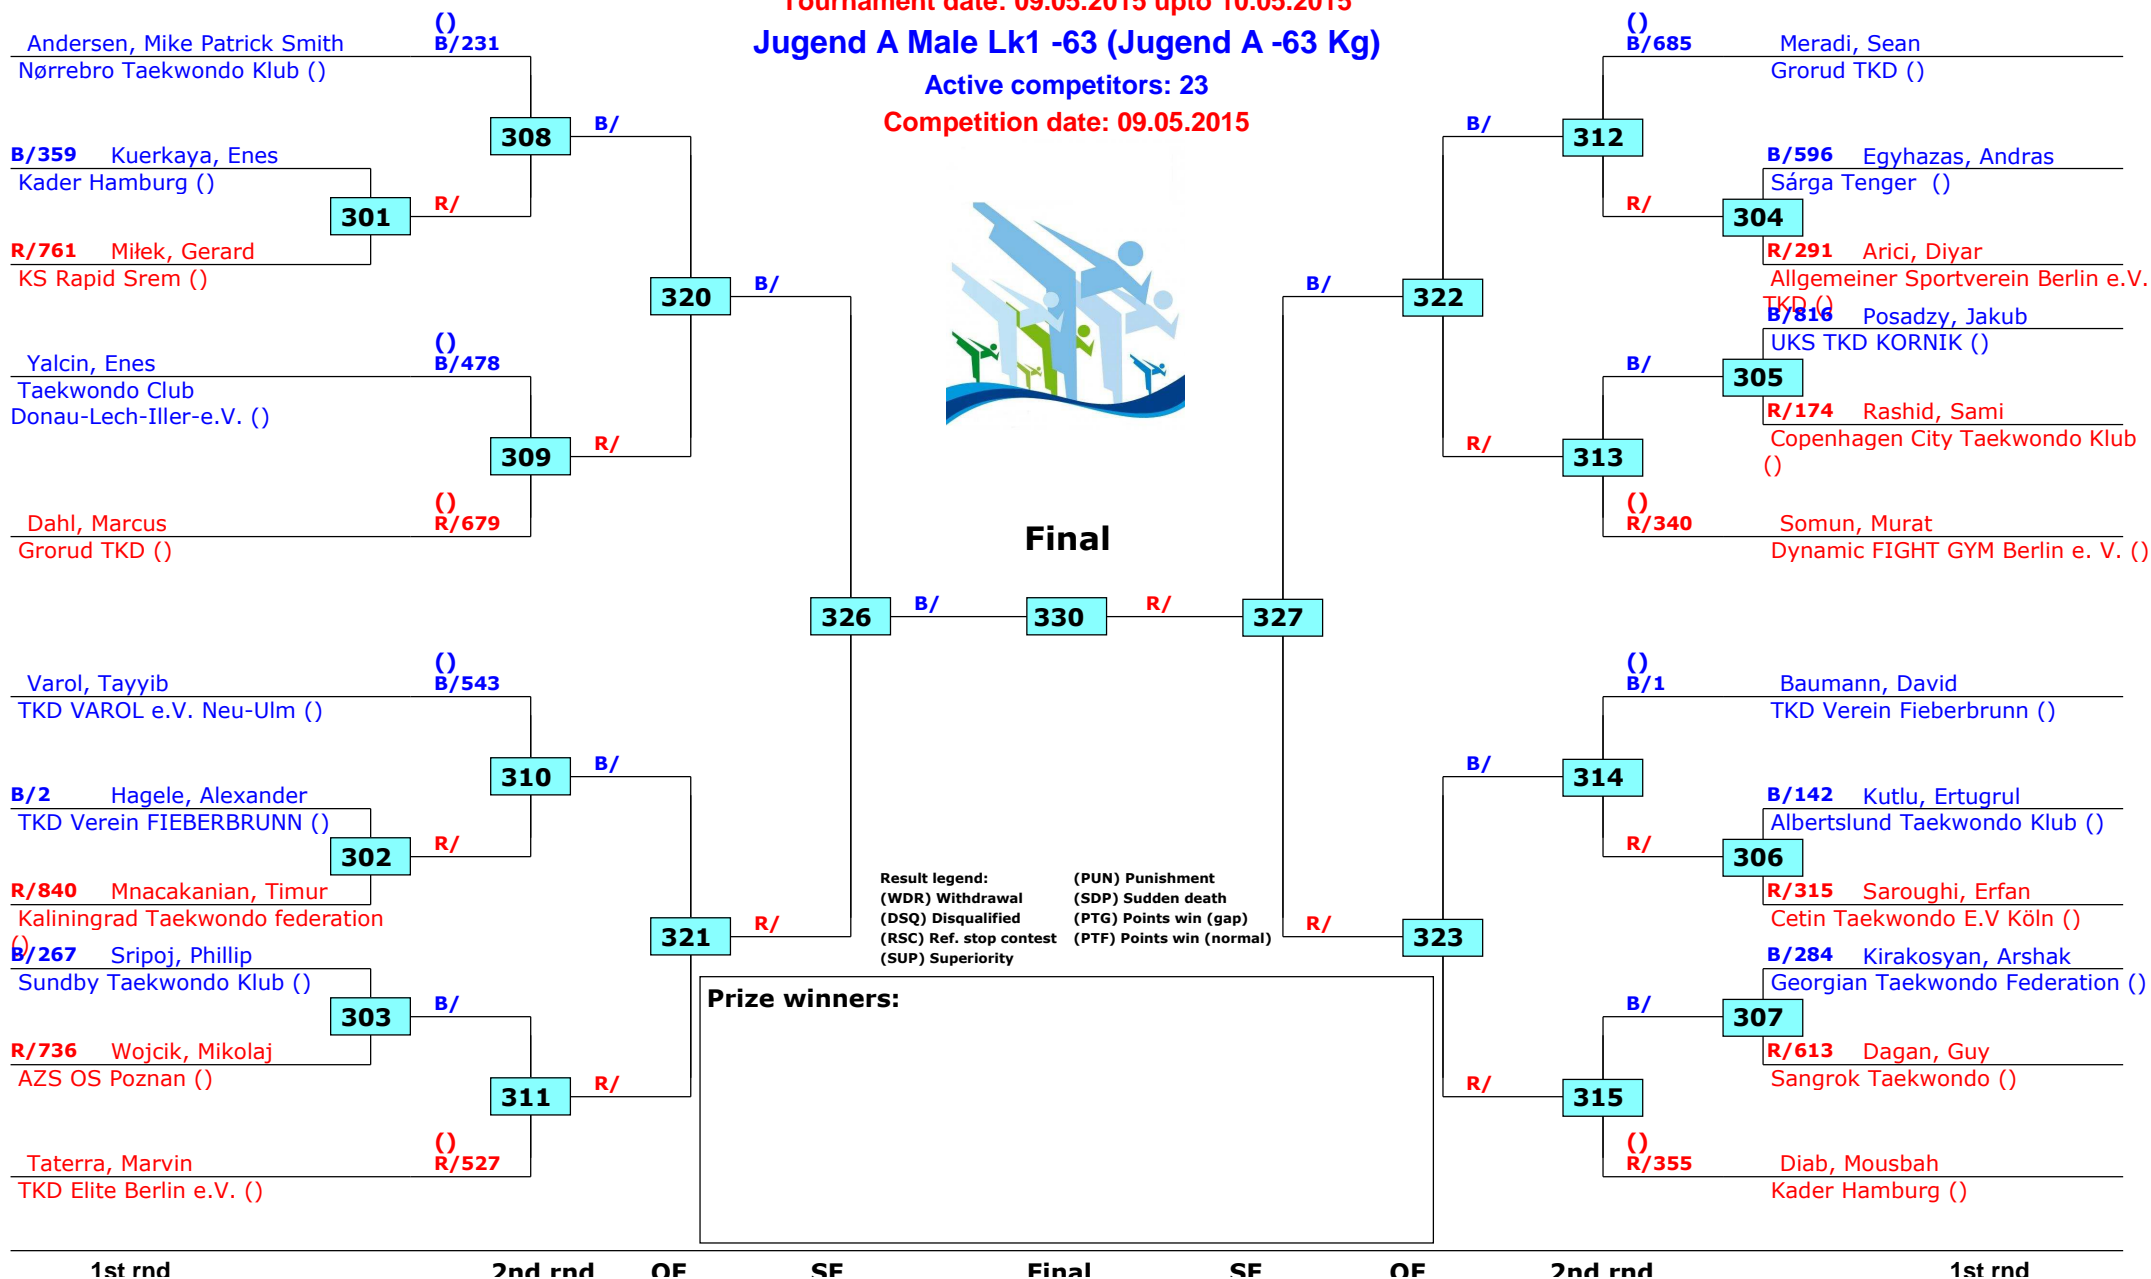 Tournament date: 09.05.2015 upto 10.05.2015
Jugend A Male Lk1 -63 (Jugend A -63 Kg)
Active competitors: 23
Competition date: 09.05.2015
Andersen, Mike Patrick Smith
()
B/231
Nørrebro Taekwondo Klub ()
308
B/
B/359 Kuerkaya, Enes
Kader Hamburg ()
301
R/
R/761 Miłek, Gerard
KS Rapid Srem ()
320
B/
Yalcin, Enes
()
B/478
Taekwondo Club
Donau-Lech-Iller-e.V. ()
309
R/
Dahl, Marcus
()
R/679
Grorud TKD ()
326
B/
Varol, Tayyib
()
B/543
TKD VAROL e.V. Neu-Ulm ()
310
B/
B/2 Hagele, Alexander
TKD Verein FIEBERBRUNN ()
302
R/
R/840 Mnacakanian, Timur
Kaliningrad Taekwondo federation
()
321
R/
B/267 Sripoj, Phillip
Sundby Taekwondo Klub ()
303
B/
R/736 Wojcik, Mikolaj
AZS OS Poznan ()
311
R/
Taterra, Marvin
()
R/527
TKD Elite Berlin e.V. ()
Final
330
R/
327
()
B/685
Meradi, Sean
Grorud TKD ()
B/
312
B/596 Egyhazas, Andras
Sárga Tenger ()
R/
304
R/291 Arici, Diyar
Allgemeiner Sportverein Berlin e.V.
TKD ()
B/
322
B/816 Posadzy, Jakub
UKS TKD KORNIK ()
B/
305
R/174 Rashid, Sami
Copenhagen City Taekwondo Klub
()
R/
313
()
R/340
Somun, Murat
Dynamic FIGHT GYM Berlin e. V. ()
()
B/1
Baumann, David
TKD Verein Fieberbrunn ()
B/
314
B/142 Kutlu, Ertugrul
Albertslund Taekwondo Klub ()
R/
306
R/315 Saroughi, Erfan
Cetin Taekwondo E.V Köln ()
R/
323
B/284 Kirakosyan, Arshak
Georgian Taekwondo Federation ()
B/
307
R/613 Dagan, Guy
Sangrok Taekwondo ()
R/
315
()
R/355
Diab, Mousbah
Kader Hamburg ()
Result legend: (PUN) Punishment
(WDR) Withdrawal (SDP) Sudden death
(DSQ) Disqualified (PTG) Points win (gap)
(RSC) Ref. stop contest (PTF) Points win (normal)
(SUP) Superiority
Prize winners:
1st rnd 2nd rnd QF SF Final SF QF 2nd rnd 1st rnd